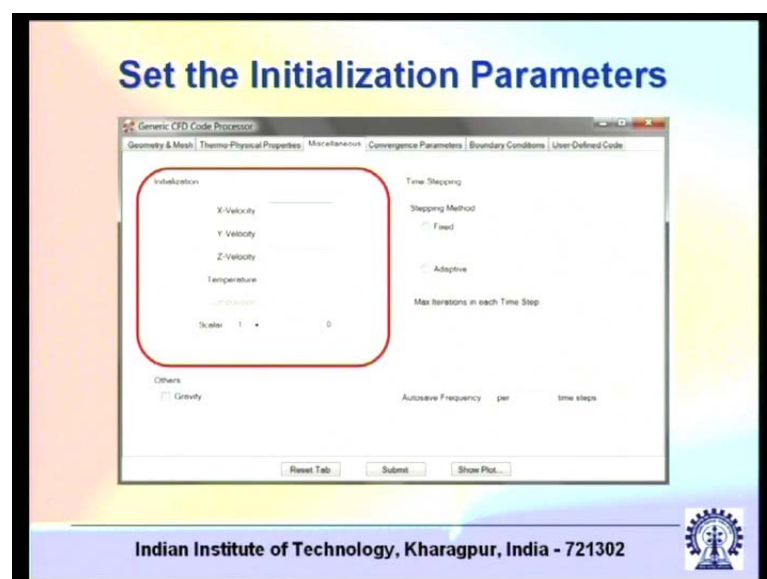 Set the Initialization Parameters
Generic CFD Code Processor
Geometry & Mesh Thermo-Physical Properties Miscellaneous Convergence Parameters Boundary Conditions User-Defined Code
Initialization
X-Velocity
Y-Velocity
Z-Velocity
Temperature
Scalar 1 0
Time Stepping
Stepping Method
Fixed
Adaptive
Max Iterations in each Time Step
Others
Gravity
Autosave Frequency per time steps
Reset Tab Submit Show Plot...
Indian Institute of Technology, Kharagpur, India - 721302